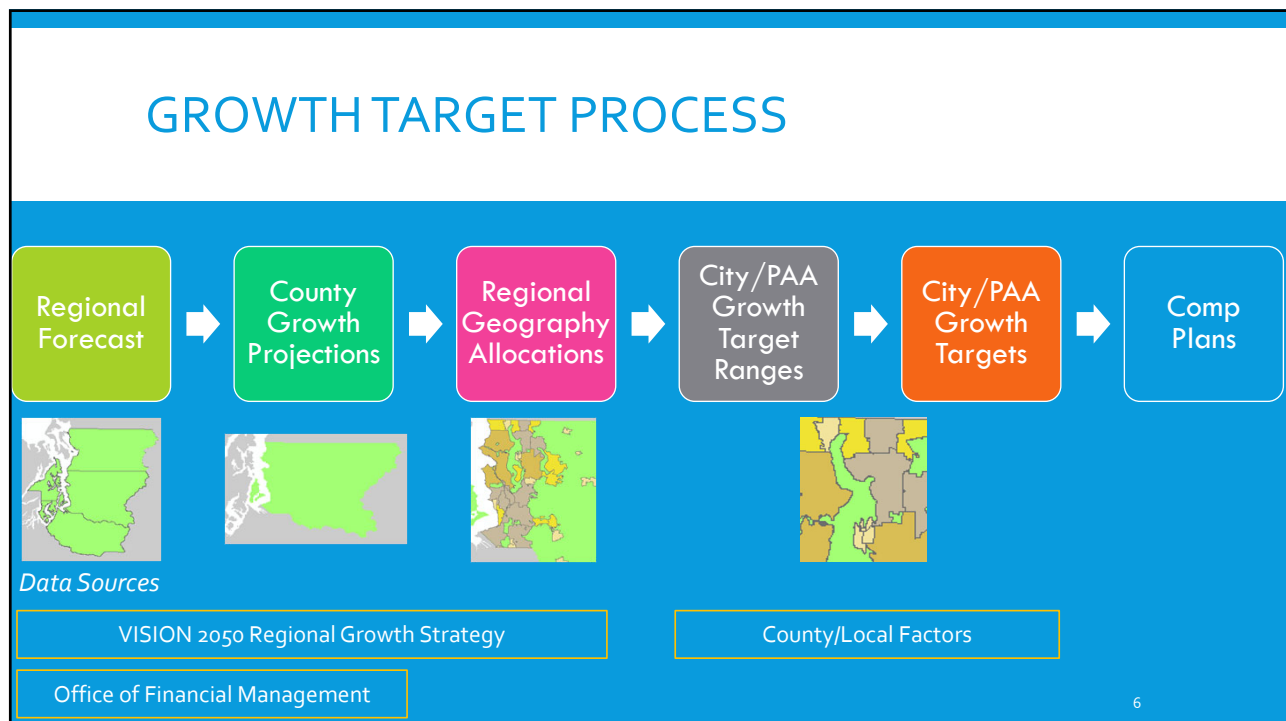 GROWTH TARGET PROCESS
Regional
Forecast
County
Growth
Projections
Regional
Geography
Allocations
City/PAA
Growth
Target
Ranges
City/PAA
Growth
Targets
Comp
Plans
Data Sources
VISION 2050 Regional Growth Strategy
County/Local Factors
Office of Financial Management
6